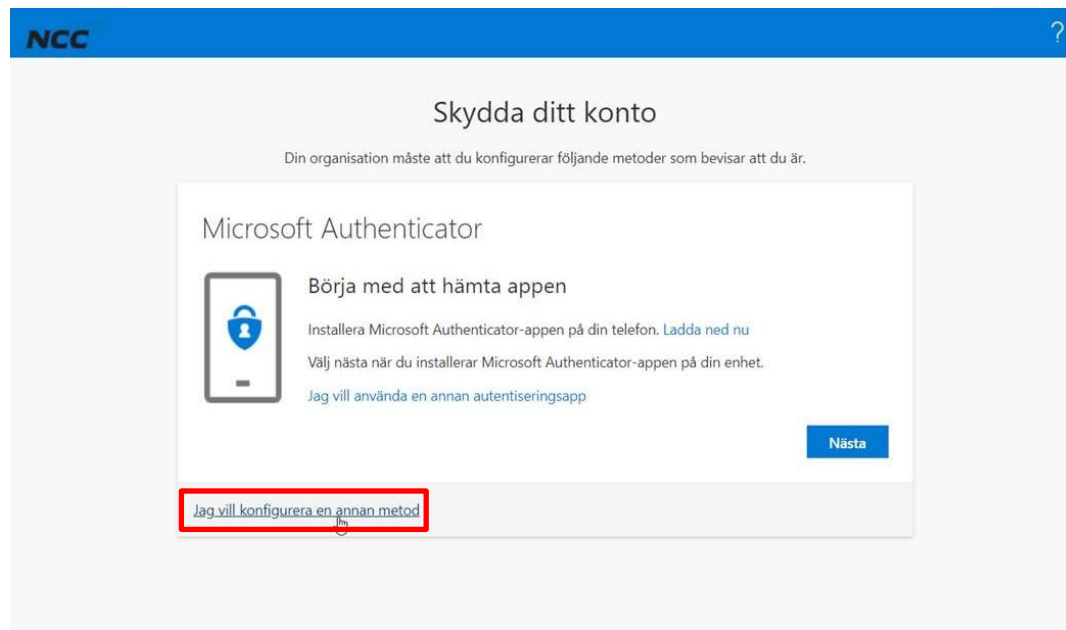 NCC
?
Skydda ditt konto
Din organisation måste att du konfigurerar följande metoder som bevisar att du är.
Microsoft Authenticator
Börja med att hämta appen
Installera Microsoft Authenticator-appen på din telefon. Ladda ned nu
Välj nästa när du installerar Microsoft Authenticator-appen på din enhet.
Jag vill använda en annan autentiseringsapp
Nästa
Jag vill konfigurera en annan metod